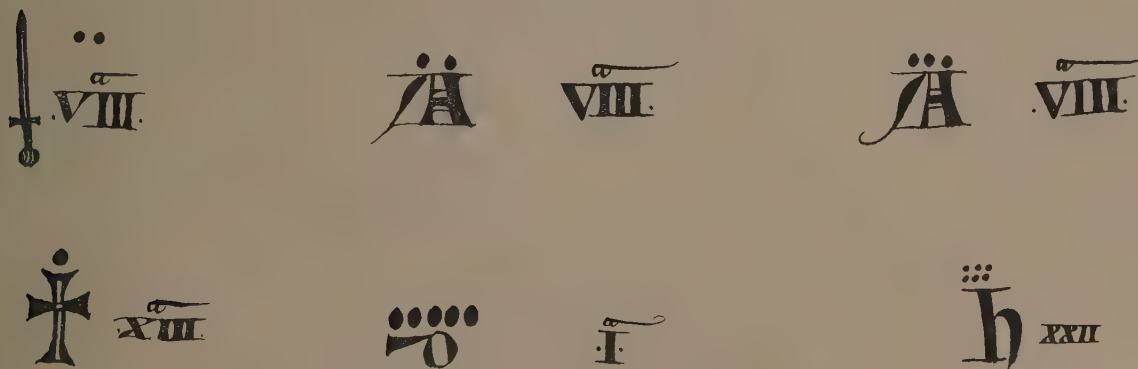 .VIII.ᵃ A VIII.ᵃ A .VIII.ᵃ
.XIII.ᵃ .I.ᵃ h XXII